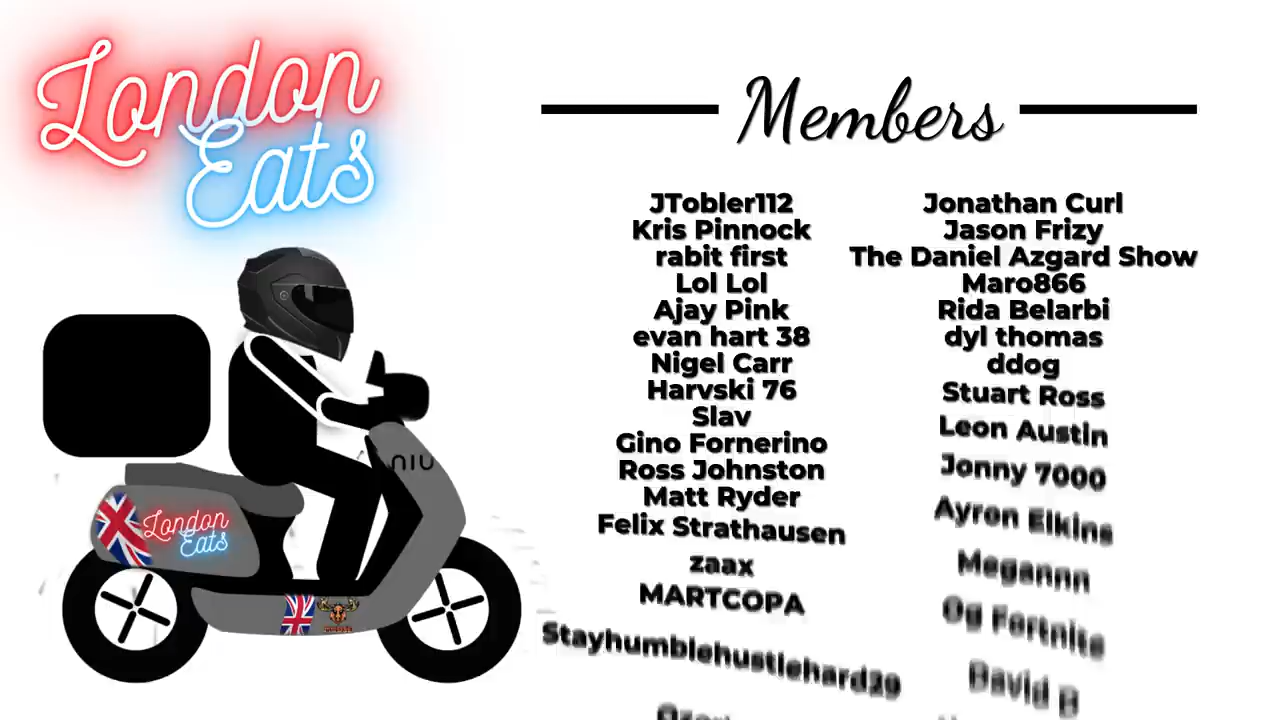 London
Eats
Members
JTobler112
Kris Pinnock
rabit first
Lol Lol
Ajay Pink
evan hart 38
Nigel Carr
Harvski 76
Slav
Gino Fornerino
Ross Johnston
Matt Ryder
Felix Strathausen
zaax
MARTCOPA
Stayhumblehustlehard29
Jonathan Curl
Jason Frizy
The Daniel Azgard Show
Maro866
Rida Belarbi
dyl thomas
ddog
Stuart Ross
Leon Austin
Jonny 7000
Ayron Elkins
Megannn
Og Fortnite
David B
niu
London
Eats